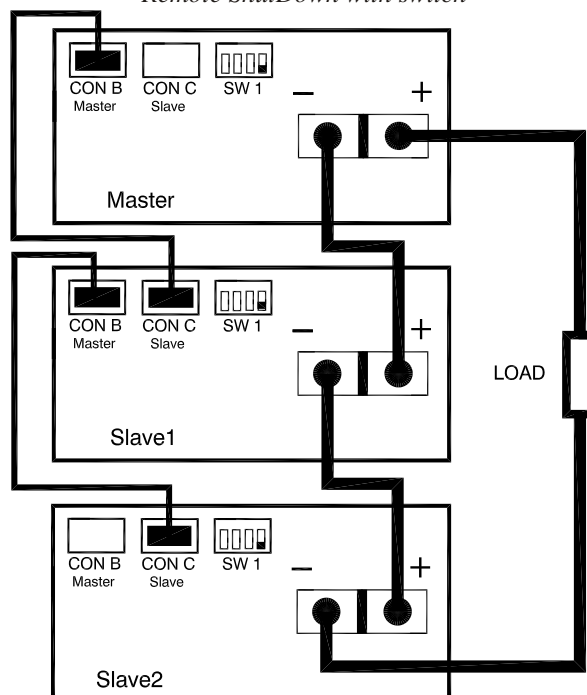 Remote ShutDown with switch
CON B CON C SW 1
Master Slave
− +
Master
CON B CON C SW 1
Master Slave
− +
LOAD
Slave1
CON B CON C SW 1
Master Slave
− +
Slave2